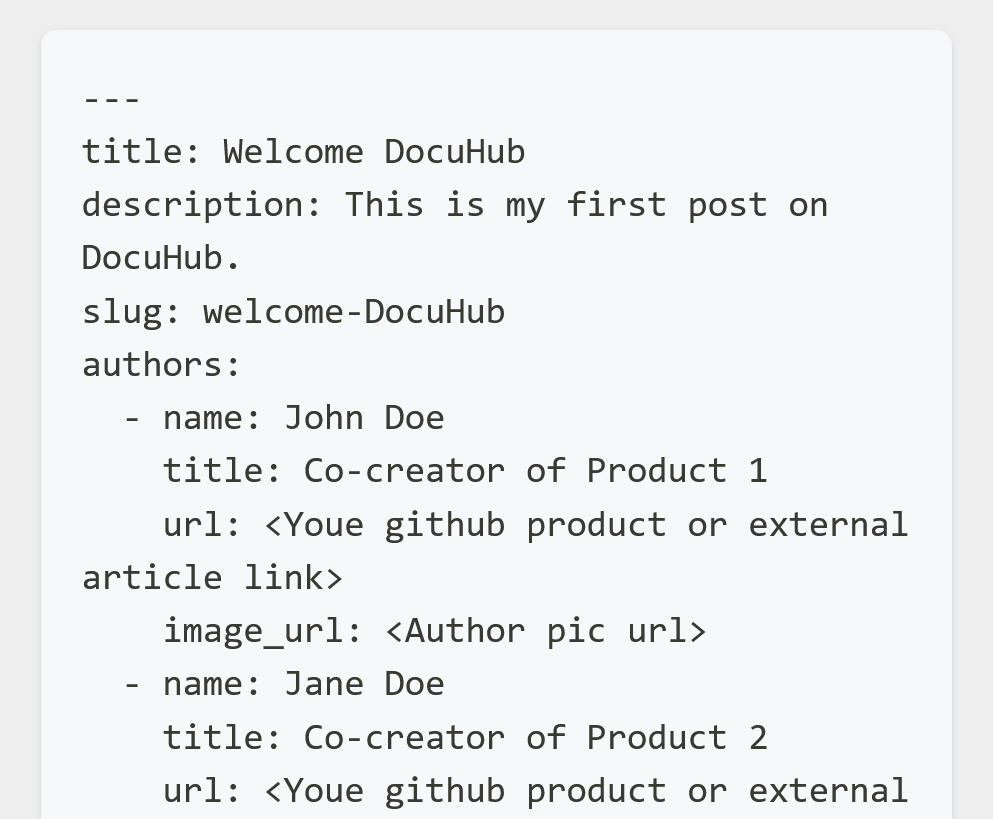 ---
title: Welcome DocuHub
description: This is my first post on
DocuHub.
slug: welcome-DocuHub
authors:
  - name: John Doe
    title: Co-creator of Product 1
    url: <Youe github product or external
article link>
    image_url: <Author pic url>
  - name: Jane Doe
    title: Co-creator of Product 2
    url: <Youe github product or external